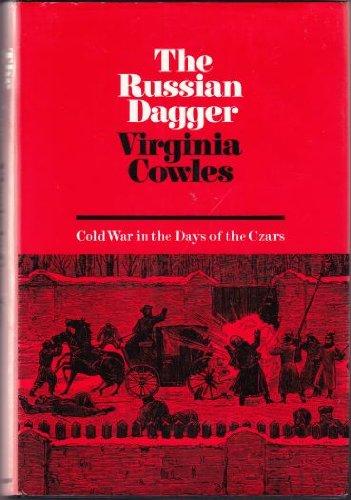 The
Russian
Dagger
Virginia
Cowles
Cold War in the Days of the Czars